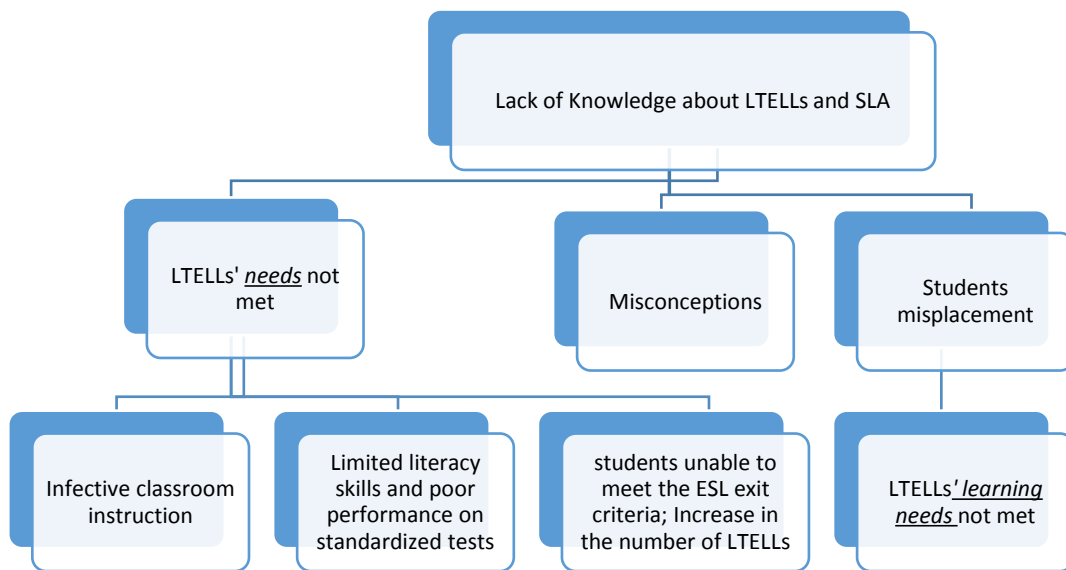 Lack of Knowledge about LTELLs and SLA
LTELLs' needs not
met
Misconceptions
Students
misplacement
Infective classroom
instruction
Limited literacy
skills and poor
performance on
standardized tests
students unable to
meet the ESL exit
criteria; Increase in
the number of LTELLs
LTELLs' learning
needs not met